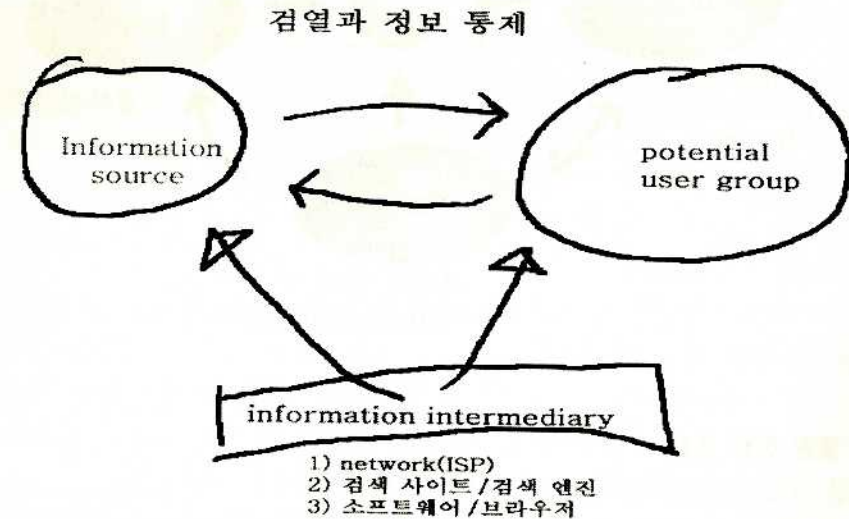 검열과 정보 통제
Information
source
potential
user group
information intermediary
1) network(ISP)
2) 검색 사이트/검색 엔진
3) 소프트웨어/브라우저